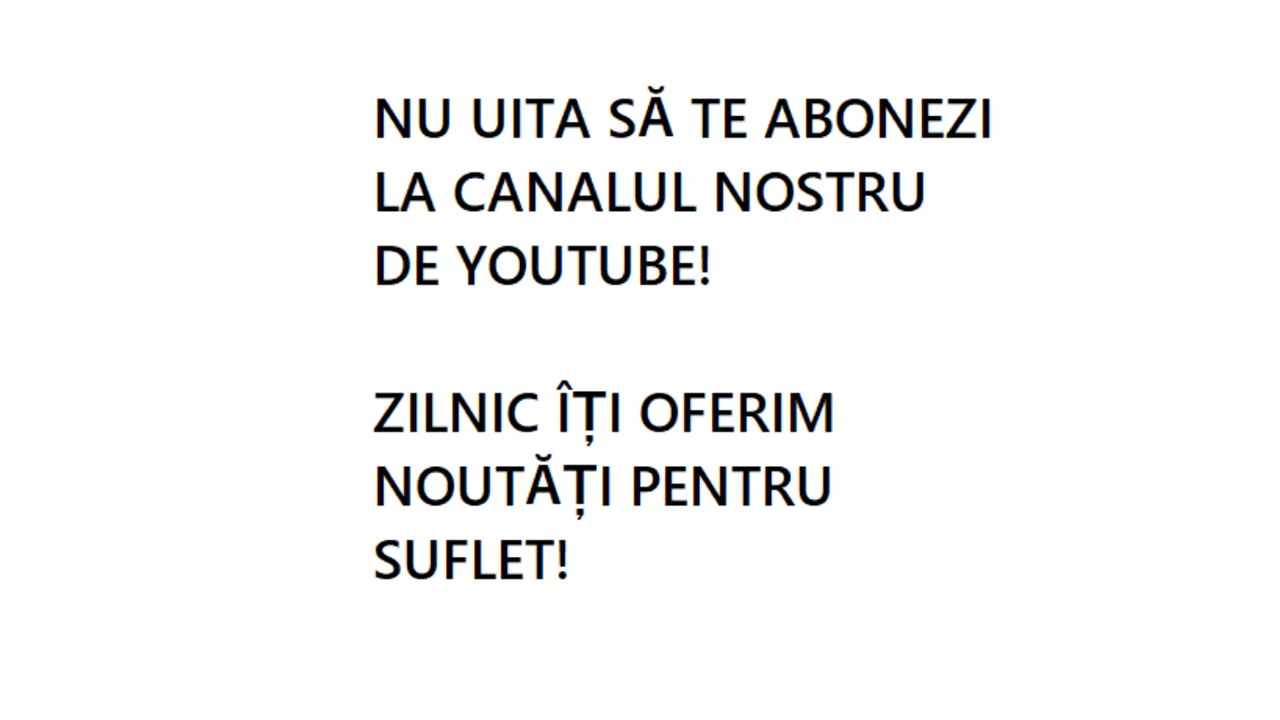 NU UITA SĂ TE ABONEZI
LA CANALUL NOSTRU
DE YOUTUBE!
ZILNIC ÎȚI OFERIM
NOUTĂȚI PENTRU
SUFLET!